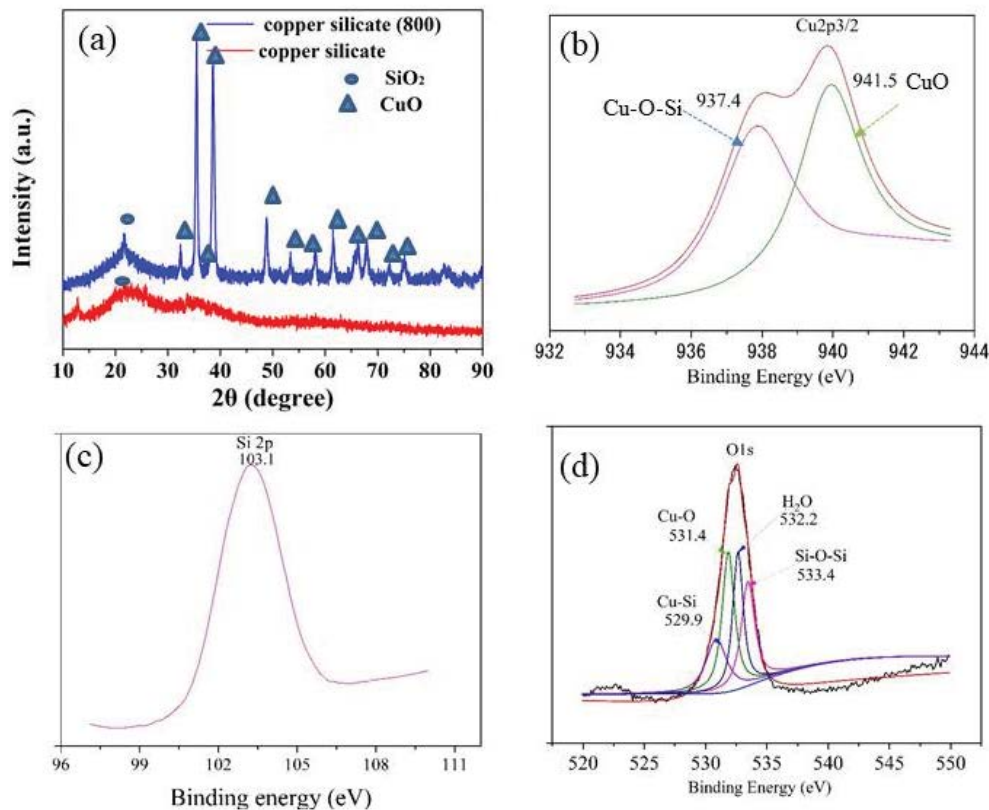 (a)
copper silicate (800)
copper silicate
SiO₂
CuO
Intensity (a.u.)
10 20 30 40 50 60 70 80 90
2θ (degree)
(b)
Cu2p3/2
941.5 CuO
Cu-O-Si 937.4
932 934 936 938 940 942 944
Binding Energy (eV)
(c)
Si 2p
103.1
96 99 102 105 108 111
Binding energy (eV)
(d)
O1s
H₂O
532.2
Cu-O
531.4
Si-O-Si
533.4
Cu-Si
529.9
520 525 530 535 540 545 550
Binding Energy (eV)